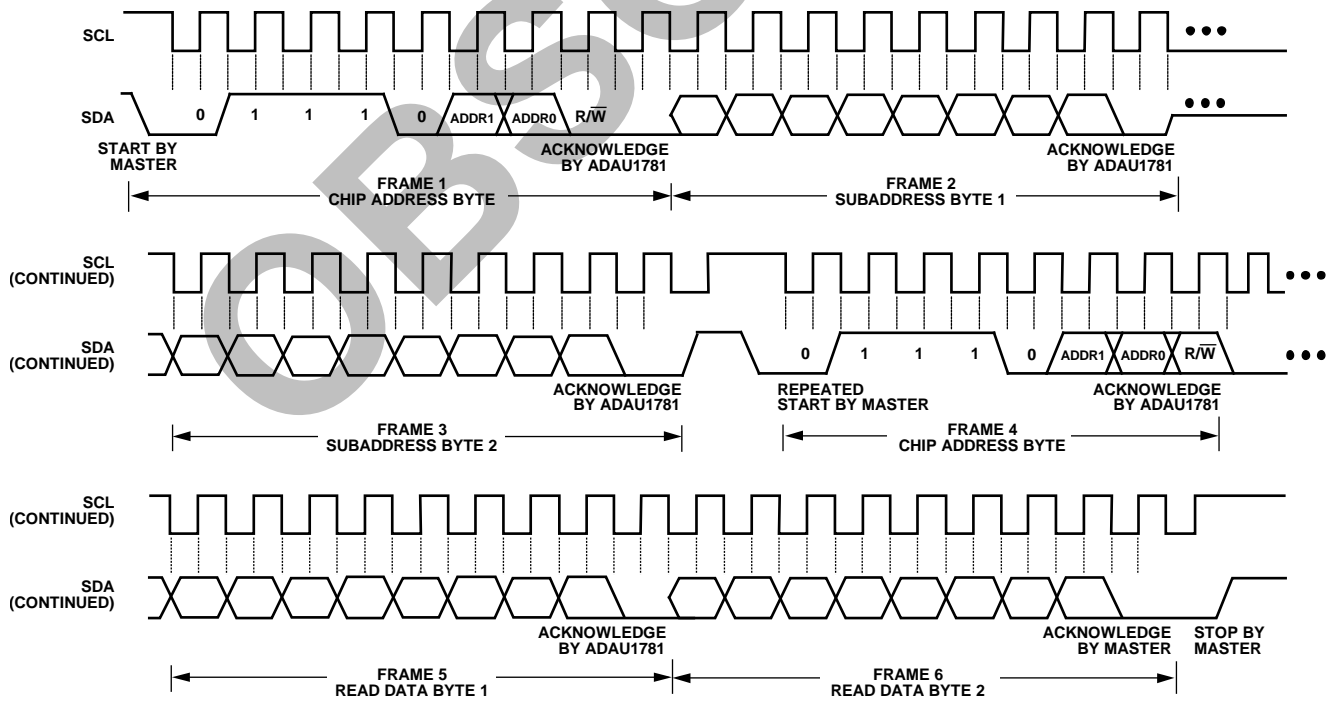 SCL
SDA
0 1 1 1 0 ADDR1 ADDR0 R/W̅
START BY
MASTER
ACKNOWLEDGE
BY ADAU1781
ACKNOWLEDGE
BY ADAU1781
FRAME 1
CHIP ADDRESS BYTE
FRAME 2
SUBADDRESS BYTE 1
SCL
(CONTINUED)
SDA
(CONTINUED)
0 1 1 1 0 ADDR1 ADDR0 R/W̅
ACKNOWLEDGE
BY ADAU1781
REPEATED
START BY MASTER
ACKNOWLEDGE
BY ADAU1781
FRAME 3
SUBADDRESS BYTE 2
FRAME 4
CHIP ADDRESS BYTE
SCL
(CONTINUED)
SDA
(CONTINUED)
ACKNOWLEDGE
BY ADAU1781
ACKNOWLEDGE
BY MASTER
STOP BY
MASTER
FRAME 5
READ DATA BYTE 1
FRAME 6
READ DATA BYTE 2